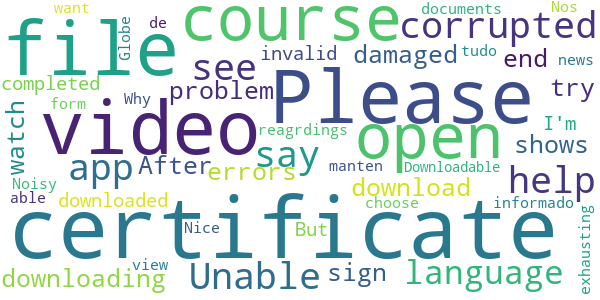 want
de
documents
Nos
file
Globe
course
corrupted
invalid
damaged
tudo
end
news
completed
see
problem
Please
try
form
Why
video
watch
reagrdings
open
I'm
shows
app
After
errors
say
manten
Downloadable
help
Noisy
able
downloaded
download
choose
informado
exhausting
certificate
Nice
But
view
downloading
Unable
sign
language